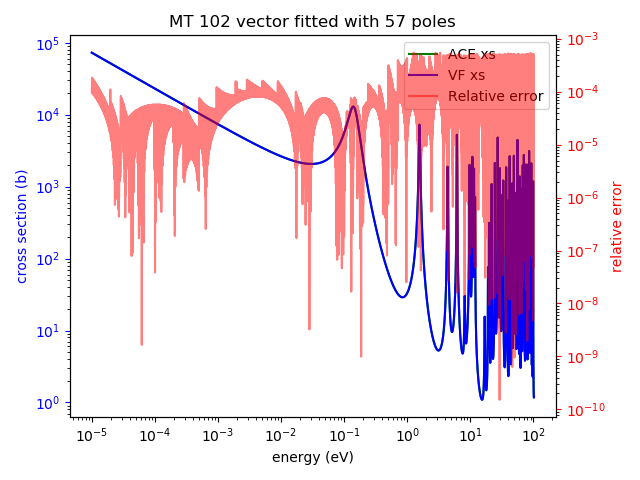 MT 102 vector fitted with 57 poles
ACE xs
VF xs
Relative error
cross section (b)
10^5
10^4
10^3
10^2
10^1
10^0
10^-3
10^-4
10^-5
10^-6
10^-7
10^-8
10^-9
10^-10
relative error
10^-5 10^-4 10^-3 10^-2 10^-1 10^0 10^1 10^2
energy (eV)